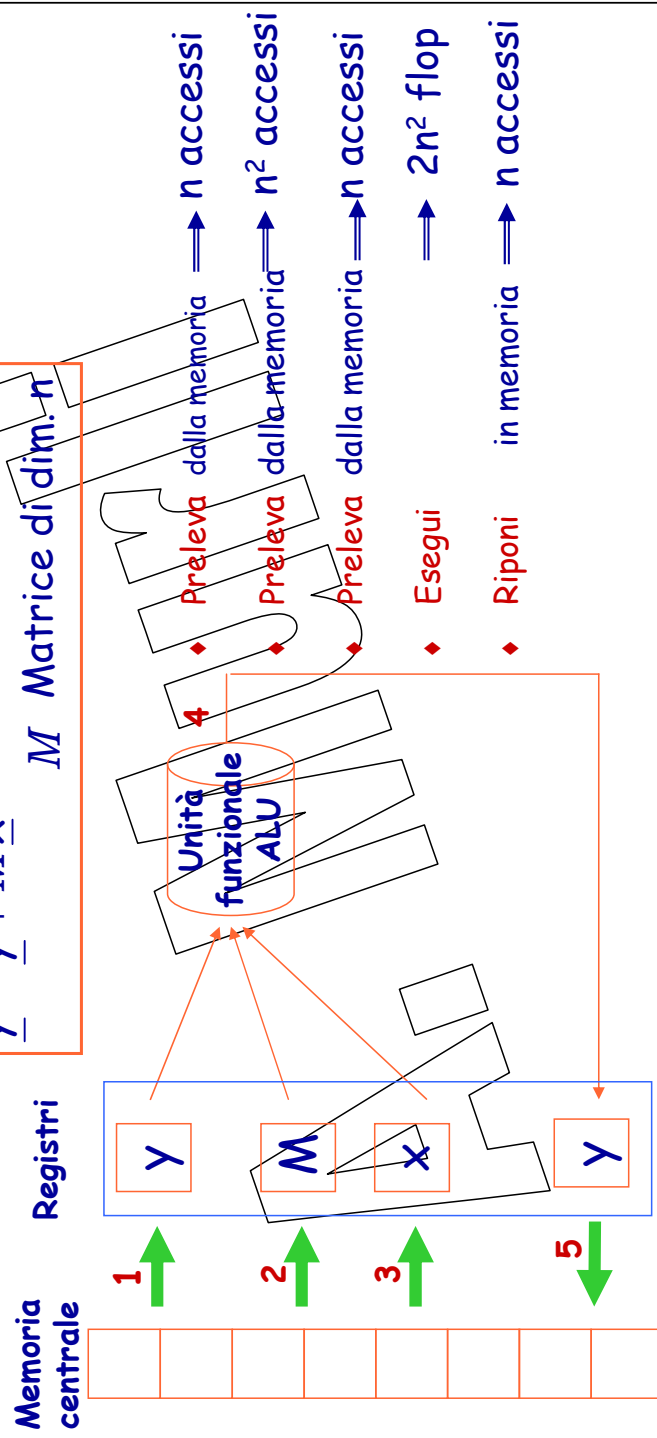 M Matrice di dim. n
Memoria
centrale
Registri
1
y
2
M
3
x
5
y
Unità
funzionale
ALU
4
♦ Preleva dalla memoria ⟹ n accessi
♦ Preleva dalla memoria ⟹ n² accessi
♦ Preleva dalla memoria ⟹ n accessi
♦ Esegui ⟹ 2n² flop
♦ Riponi in memoria ⟹ n accessi
A. Murli